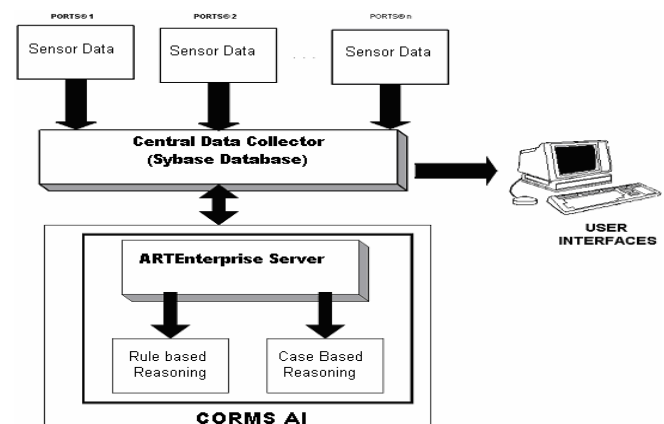 PORTS® 1
PORTS® 2
PORTS® n
Sensor Data
Sensor Data
. . .
Sensor Data
Central Data Collector
(Sybase Database)
USER
INTERFACES
ARTEnterprise Server
Rule based
Reasoning
Case Based
Reasoning
CORMS AI